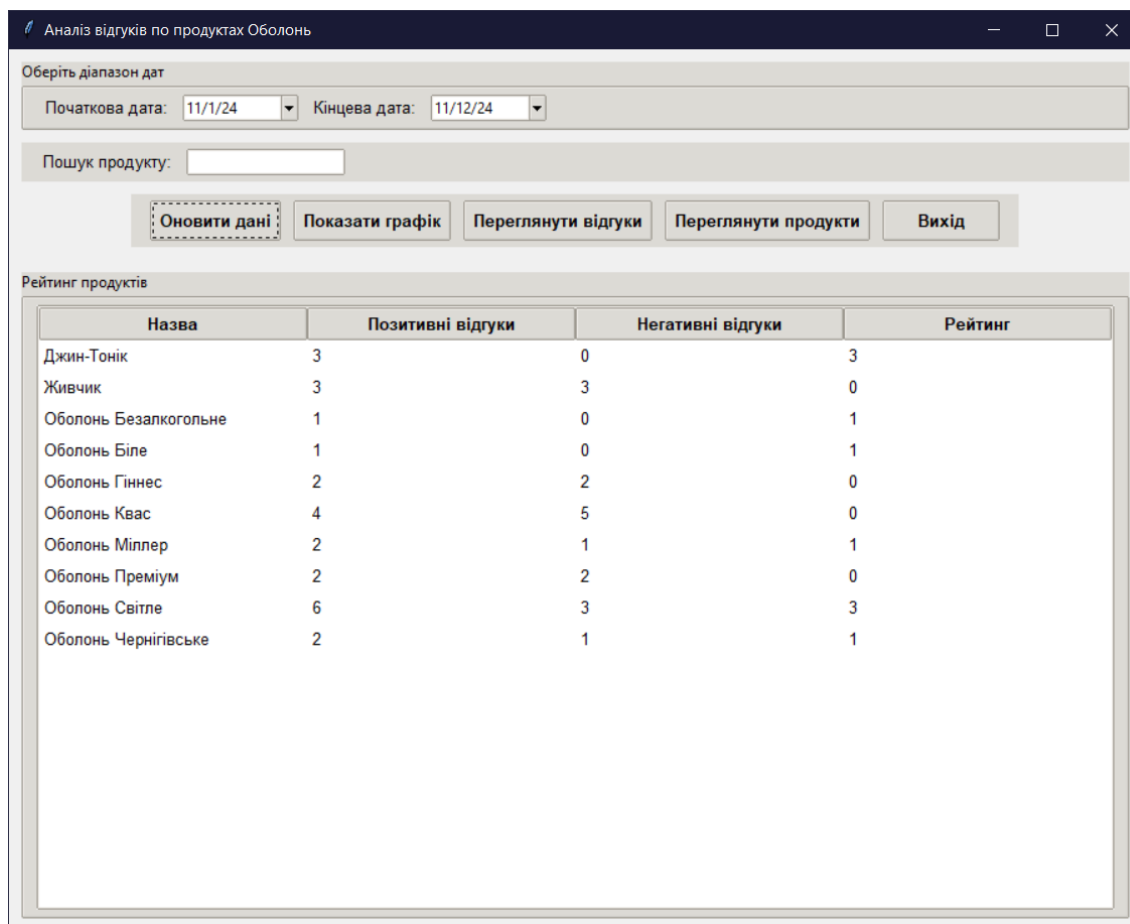 Аналіз відгуків по продуктах Оболонь
Оберіть діапазон дат
Початкова дата: 11/1/24 Кінцева дата: 11/12/24
Пошук продукту:
Оновити дані Показати графік Переглянути відгуки Переглянути продукти Вихід
Рейтинг продуктів
Назва Позитивні відгуки Негативні відгуки Рейтинг
Джин-Тонік 3 0 3
Живчик 3 3 0
Оболонь Безалкогольне 1 0 1
Оболонь Біле 1 0 1
Оболонь Гіннес 2 2 0
Оболонь Квас 4 5 0
Оболонь Міллер 2 1 1
Оболонь Преміум 2 2 0
Оболонь Світле 6 3 3
Оболонь Чернігівське 2 1 1